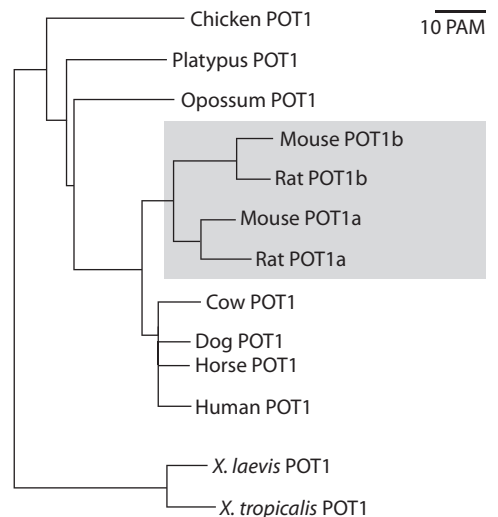 Chicken POT1
10 PAM
Platypus POT1
Opossum POT1
Mouse POT1b
Rat POT1b
Mouse POT1a
Rat POT1a
Cow POT1
Dog POT1
Horse POT1
Human POT1
X. laevis POT1
X. tropicalis POT1